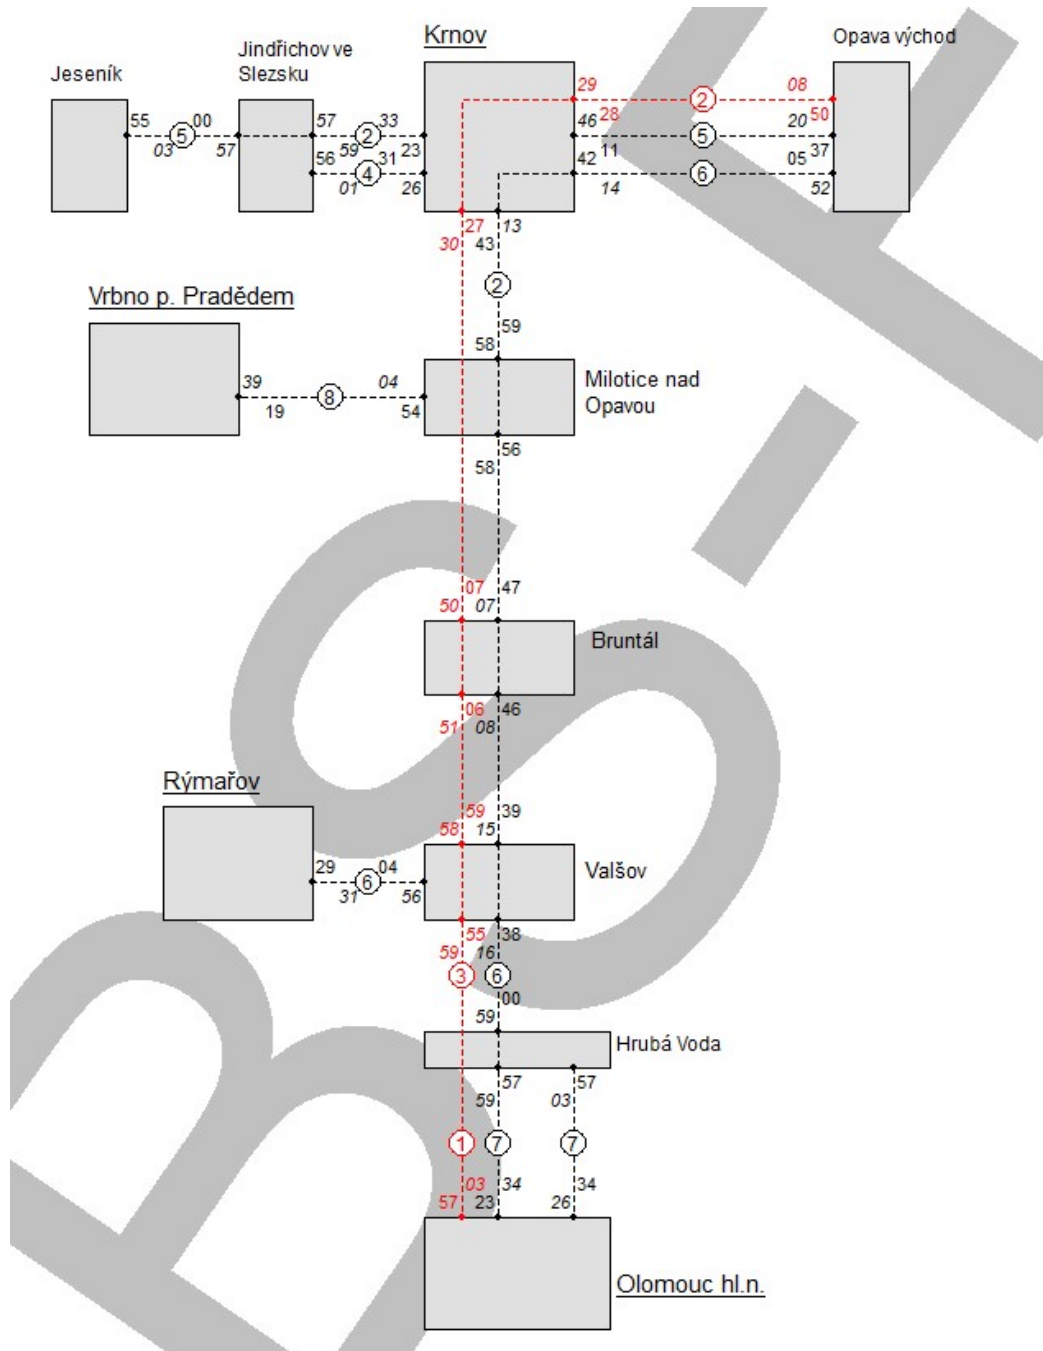 Krnov
Jindřichov ve
Slezsku
Opava východ
Jeseník
29 2 08
28 50
55 5 00 57 2 33 46 5 20
03 57 59 23 11 37
56 4 31 42 6 05
01 26 14 52
27 13
30 43
2
Vrbno p. Pradědem
59
58
39 8 04
19 54
Milotice nad
Opavou
56
58
07 47
50 07
Bruntál
06 46
51 08
Rýmařov
59 39
58 15
29 6 04
31 56
Valšov
55 38
59 16
3 6
00
59
Hrubá Voda
57 57
59 03
1 7 7
03 34 34
57 23 26
Olomouc hl.n.
BS-T